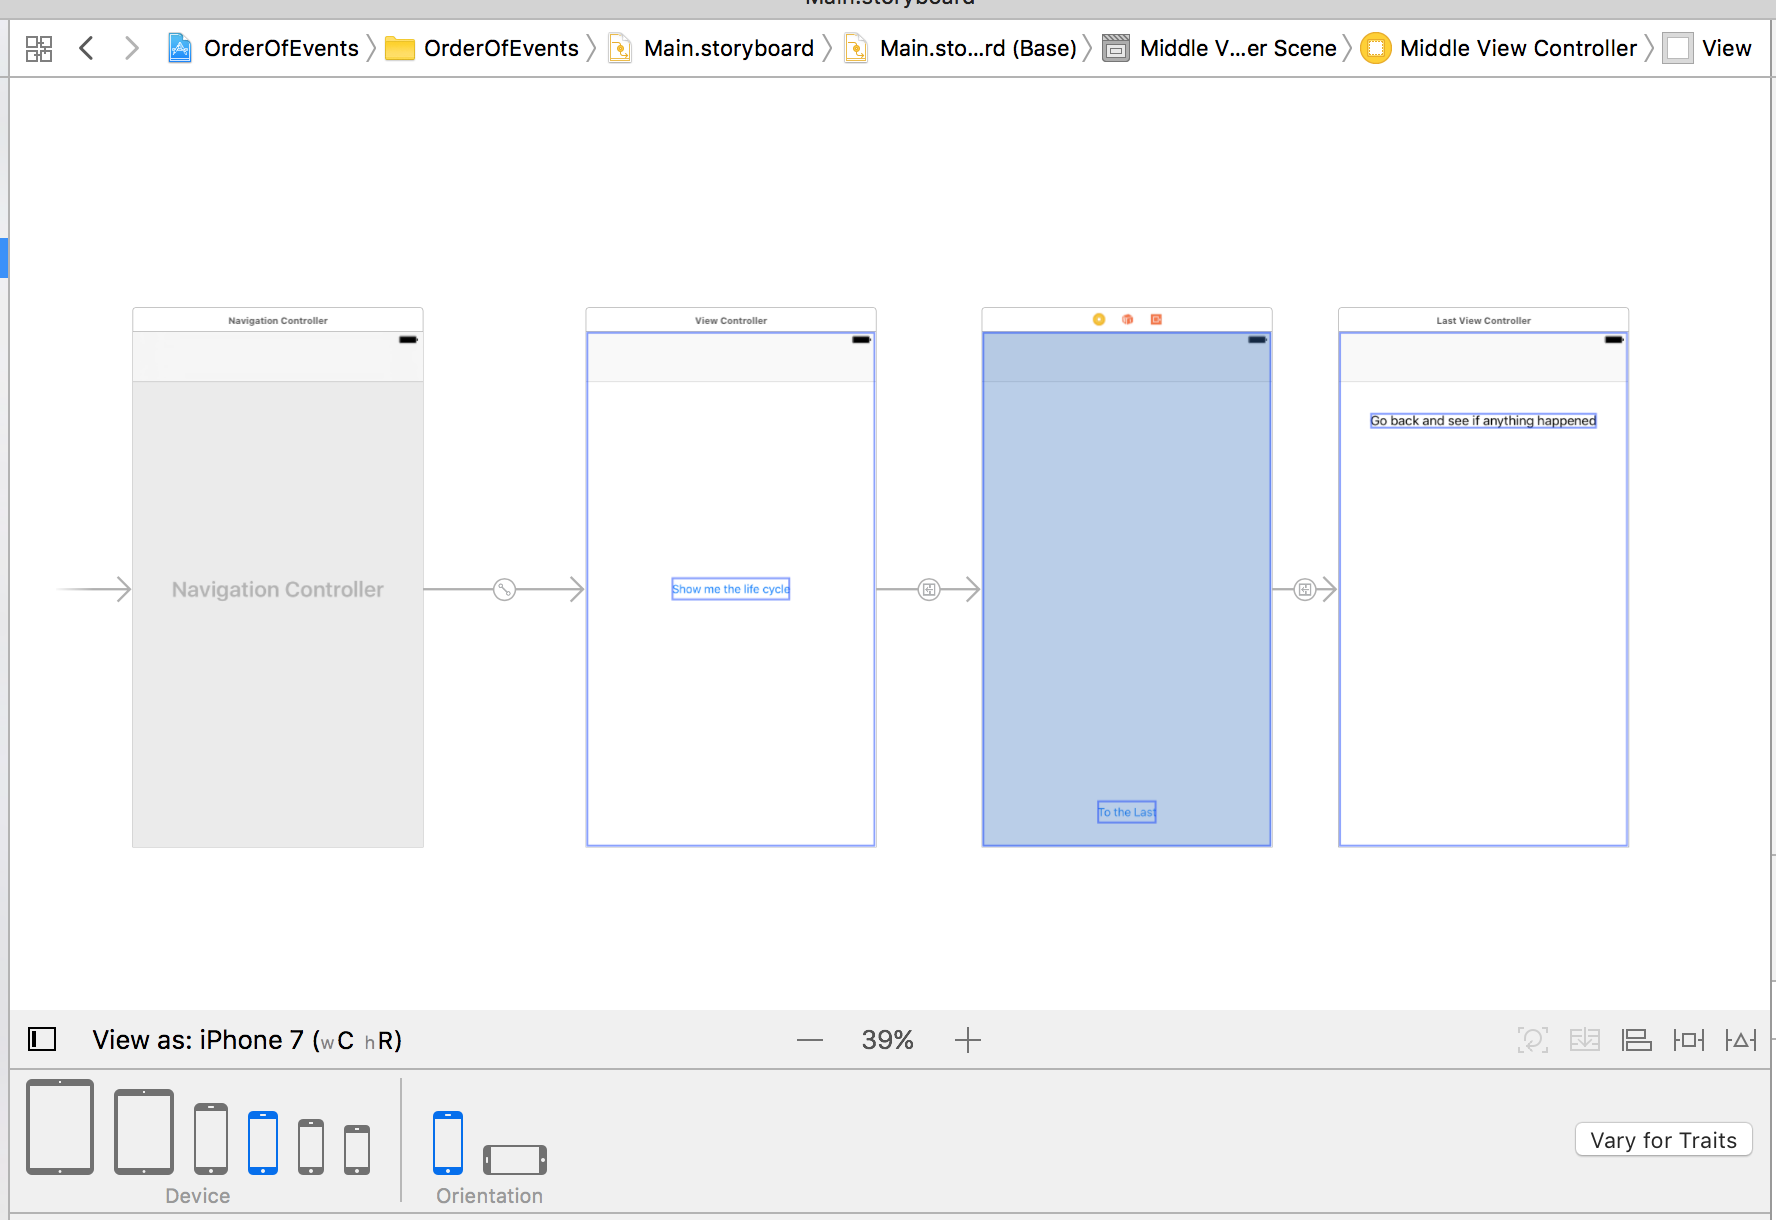 Main.storyboard
OrderOfEvents OrderOfEvents Main.storyboard Main.sto...rd (Base) Middle V...er Scene Middle View Controller View
Navigation Controller
View Controller
Last View Controller
Go back and see if anything happened
Navigation Controller
Show me the life cycle
To the Last
View as: iPhone 7 (wC hR)
39%
Vary for Traits
Device
Orientation